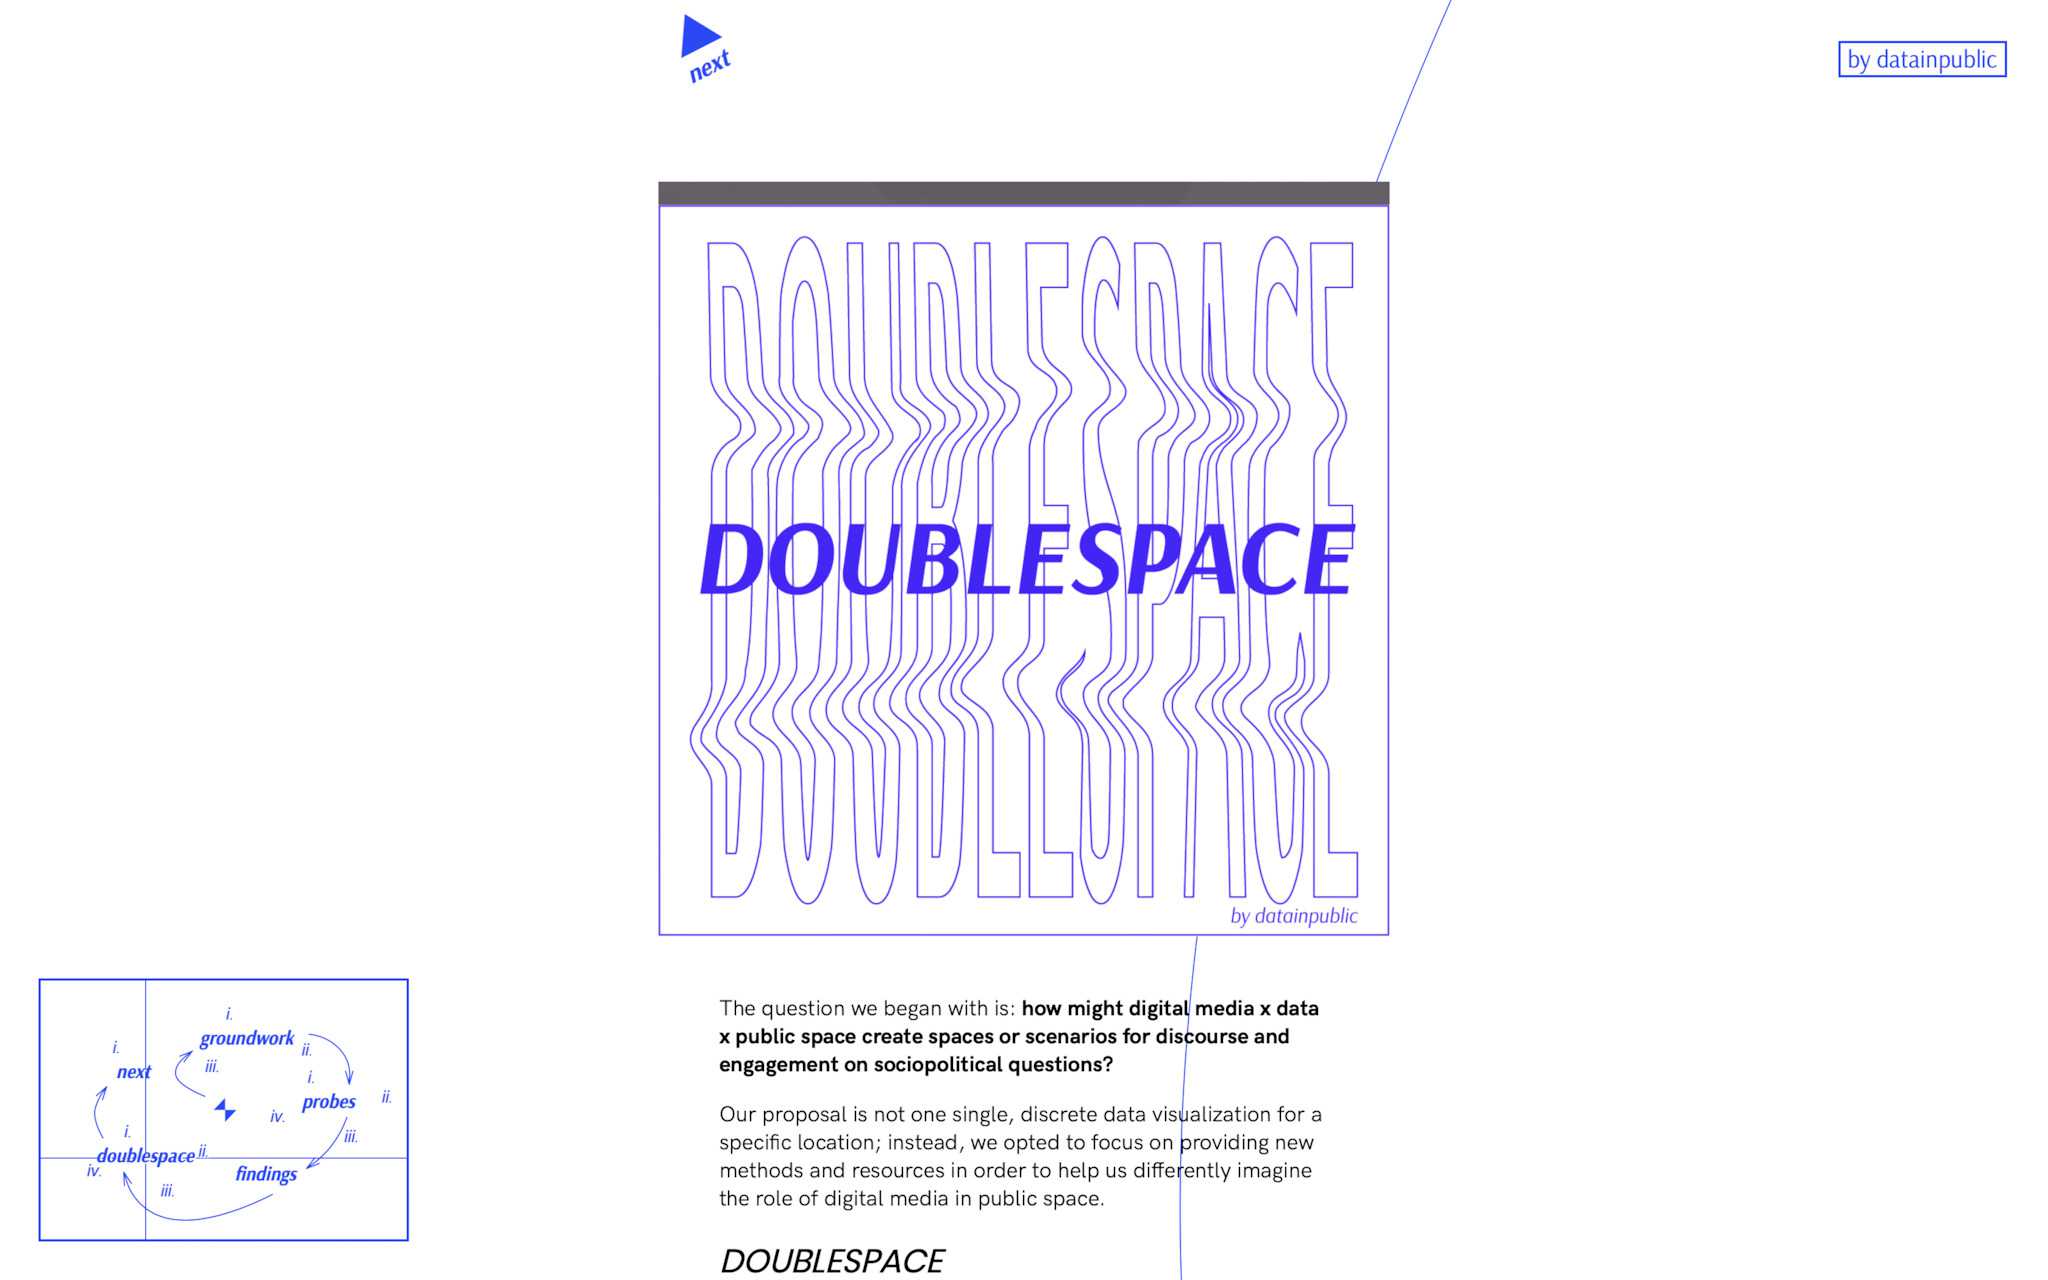 next
by datainpublic
DOUBLESPACE
DOUBLESPACE
by datainpublic
The question we began with is: how might digital media x data
x public space create spaces or scenarios for discourse and
engagement on sociopolitical questions?
Our proposal is not one single, discrete data visualization for a
specific location; instead, we opted to focus on providing new
methods and resources in order to help us differently imagine
the role of digital media in public space.
DOUBLESPACE
i.
groundwork
ii.
iii.
i.
next
i.
probes
ii.
iii.
iv.
i.
doublespace
ii.
iii.
iv.
findings